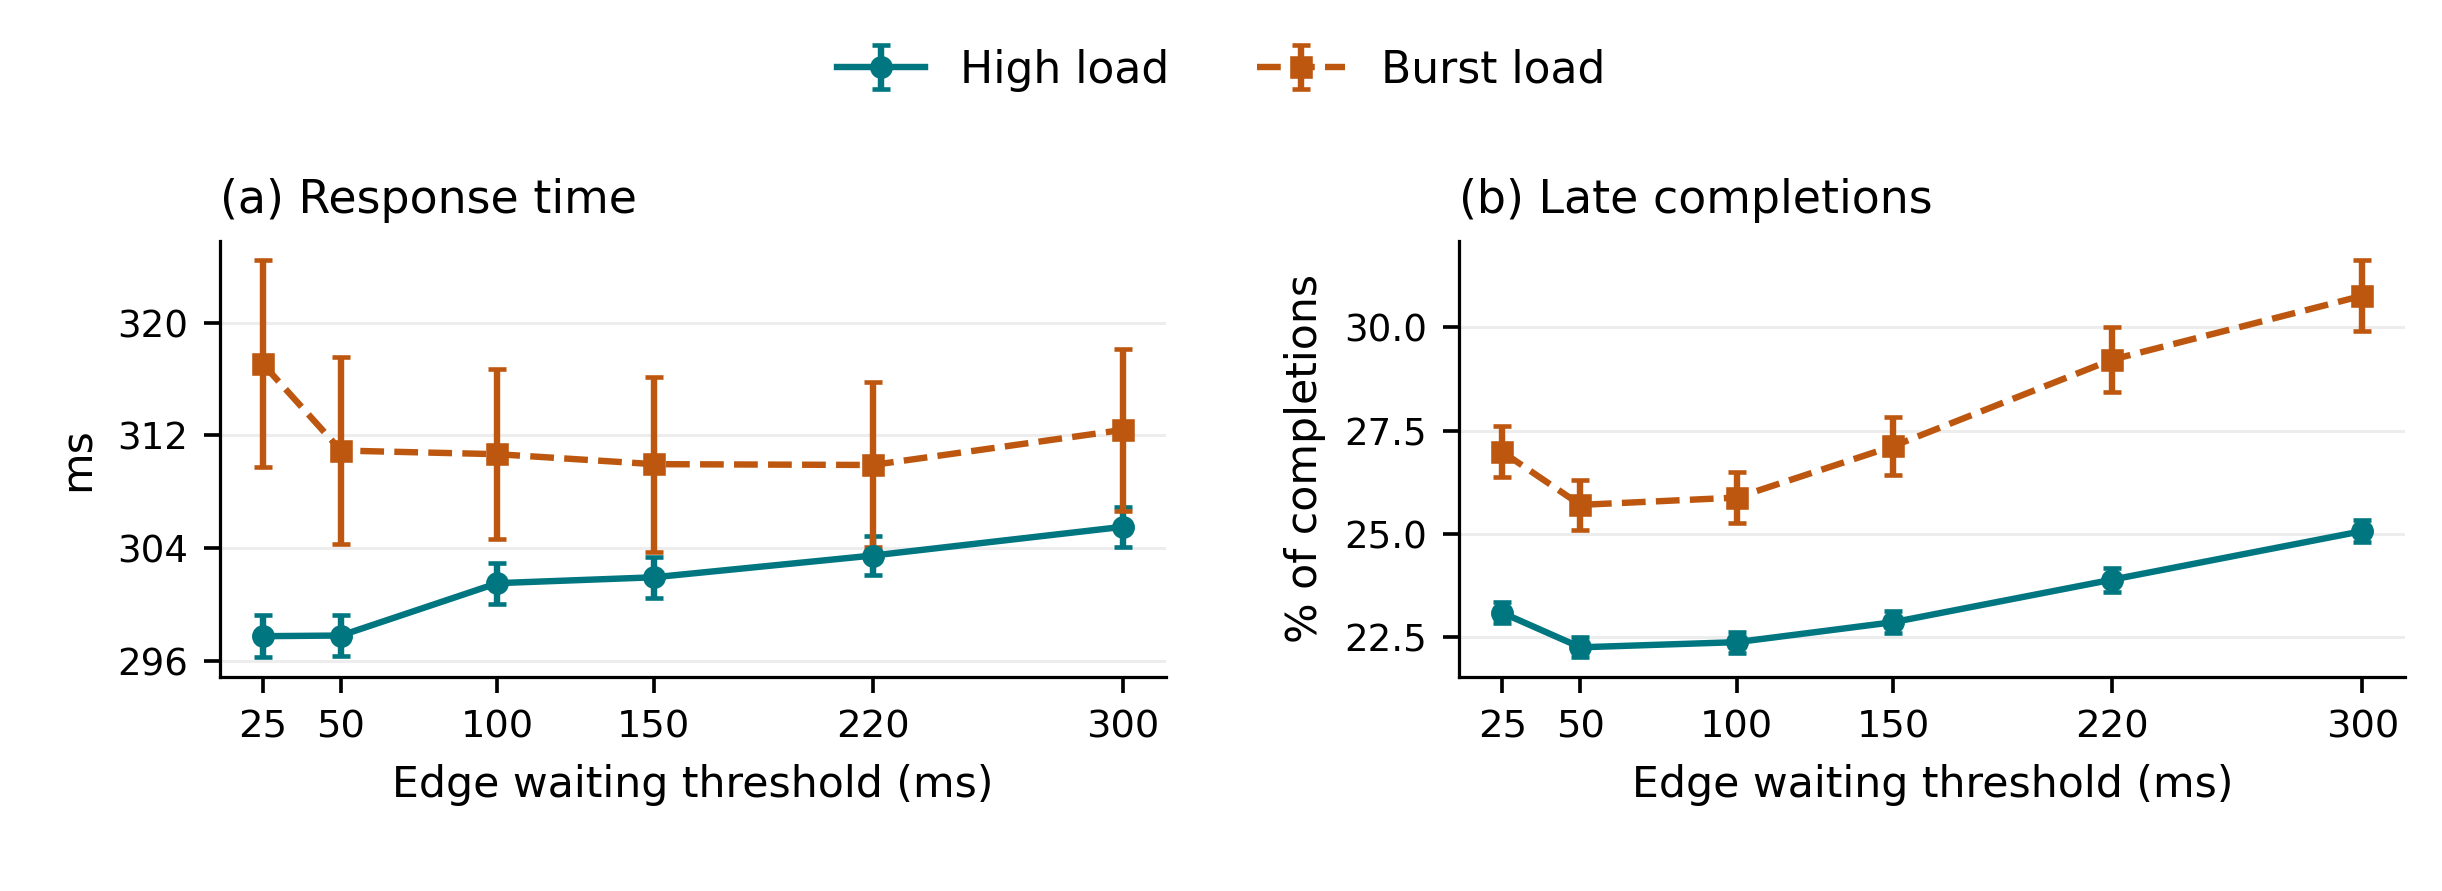 High load Burst load
(a) Response time
ms
320
312
304
296
25 50 100 150 220 300
Edge waiting threshold (ms)
(b) Late completions
% of completions
30.0
27.5
25.0
22.5
25 50 100 150 220 300
Edge waiting threshold (ms)